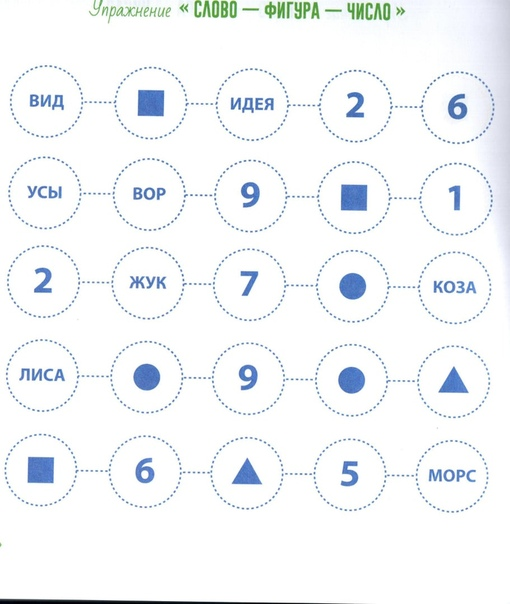 Упражнение « СЛОВО — ФИГУРА — ЧИСЛО »
ВИД ИДЕЯ 2 6
УСЫ ВОР 9 1
2 ЖУК 7 КОЗА
ЛИСА 9
6 5 МОРС